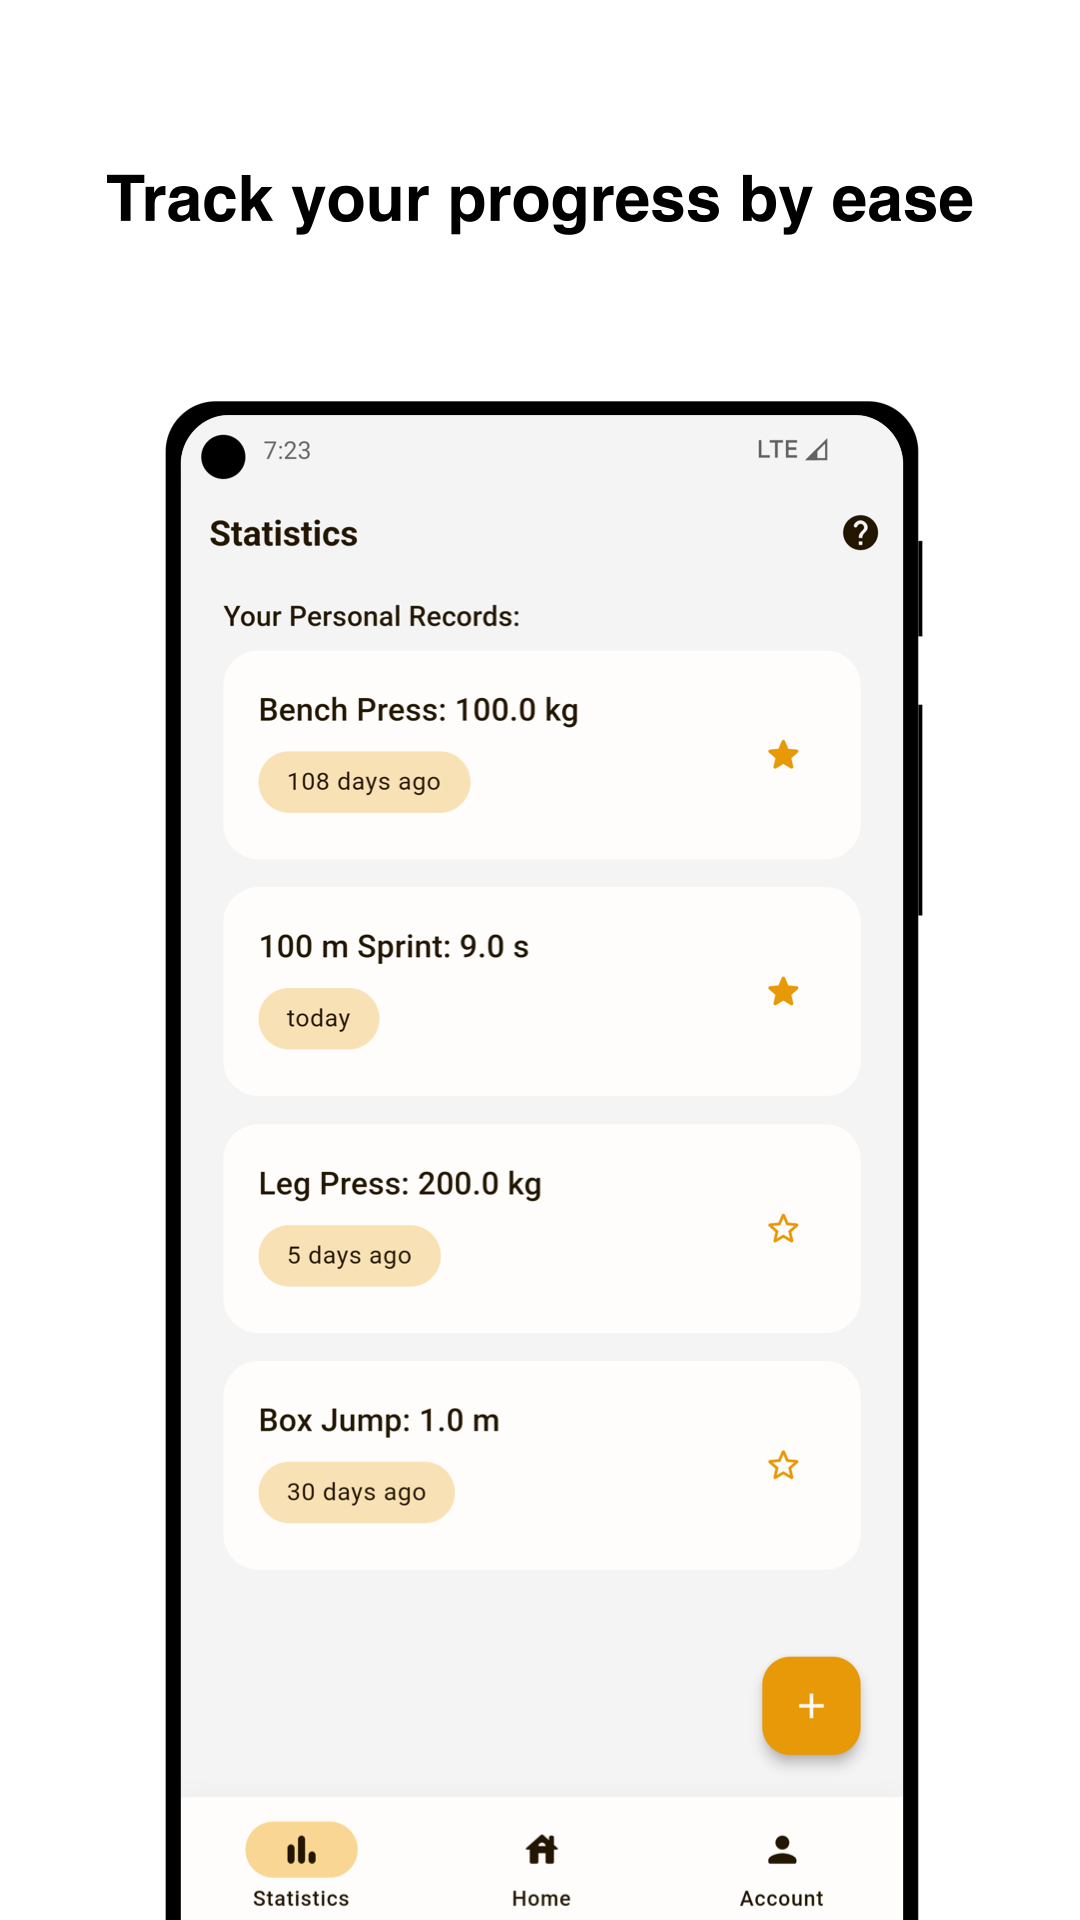 Track your progress by ease
7:23
LTE
Statistics
?
Your Personal Records:
Bench Press: 100.0 kg
108 days ago
100 m Sprint: 9.0 s
today
Leg Press: 200.0 kg
5 days ago
Box Jump: 1.0 m
30 days ago
+
Statistics
Home
Account